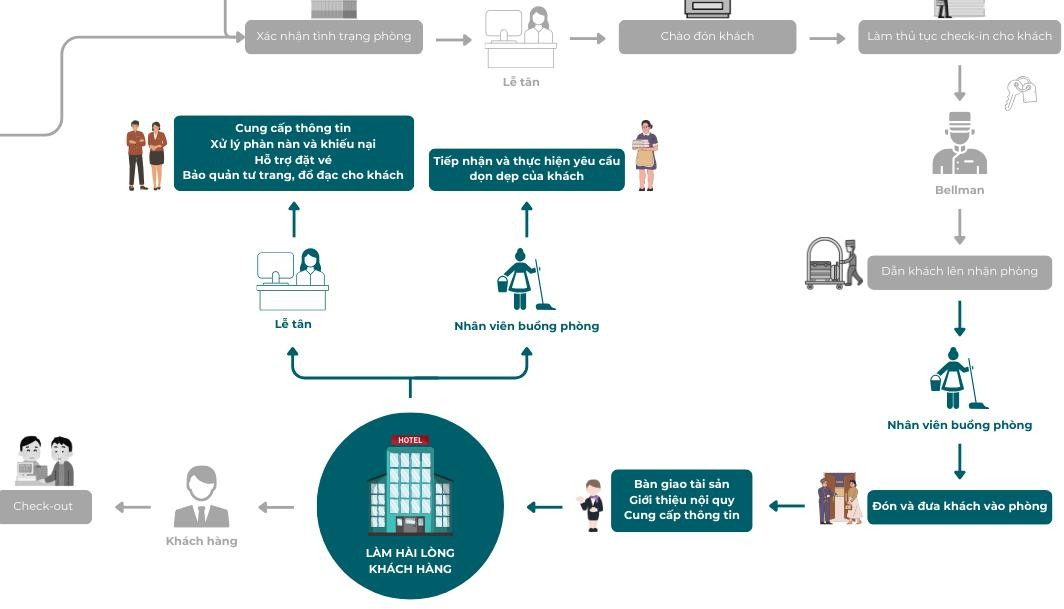 Xác nhận tình trạng phòng
Chào đón khách
Làm thủ tục check-in cho khách
Lễ tân
Cung cấp thông tin
Xử lý phàn nàn và khiếu nại
Hỗ trợ đặt vé
Bảo quản tư trang, đồ đạc cho khách
Tiếp nhận và thực hiện yêu cầu
dọn dẹp của khách
Bellman
Dẫn khách lên nhận phòng
Lễ tân
Nhân viên buồng phòng
Nhân viên buồng phòng
HOTEL
LÀM HÀI LÒNG
KHÁCH HÀNG
Bàn giao tài sản
Giới thiệu nội quy
Cung cấp thông tin
Đón và đưa khách vào phòng
Check-out
Khách hàng